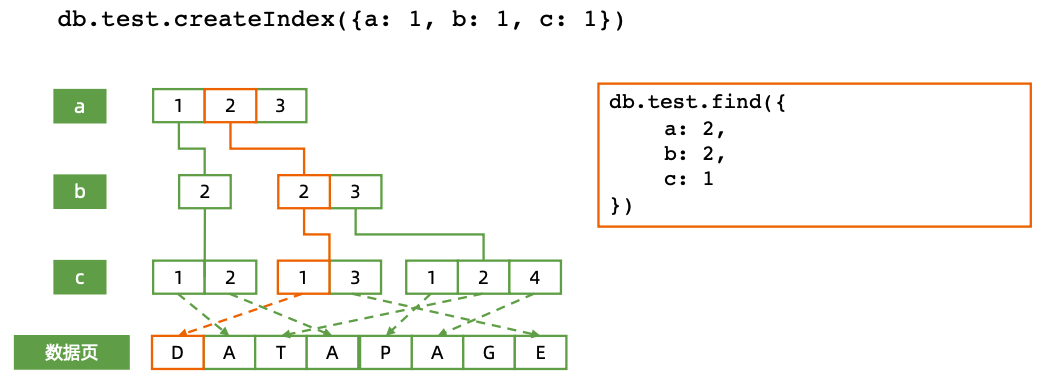 db.test.createIndex({a: 1, b: 1, c: 1})
a 1 2 3
b 2 2 3
c 1 2 1 3 1 2 4
数据页 D A T A P A G E
db.test.find({
a: 2,
b: 2,
c: 1
})